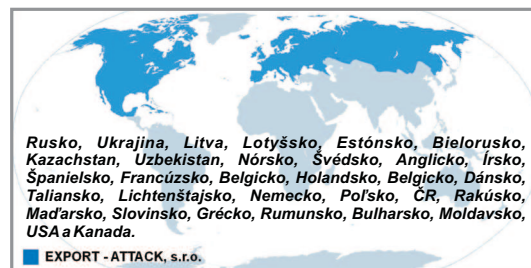 Rusko, Ukrajina, Litva, Lotyšsko, Estónsko, Bielorusko,
Kazachstan, Uzbekistan, Nórsko, Švédsko, Anglicko, Írsko,
Španielsko, Francúzsko, Belgicko, Holandsko, Belgicko, Dánsko,
Taliansko, Lichtenštajsko, Nemecko, Poľsko, ČR, Rakúsko,
Maďarsko, Slovinsko, Grécko, Rumunsko, Bulharsko, Moldavsko,
USA a Kanada.
EXPORT - ATTACK, s.r.o.